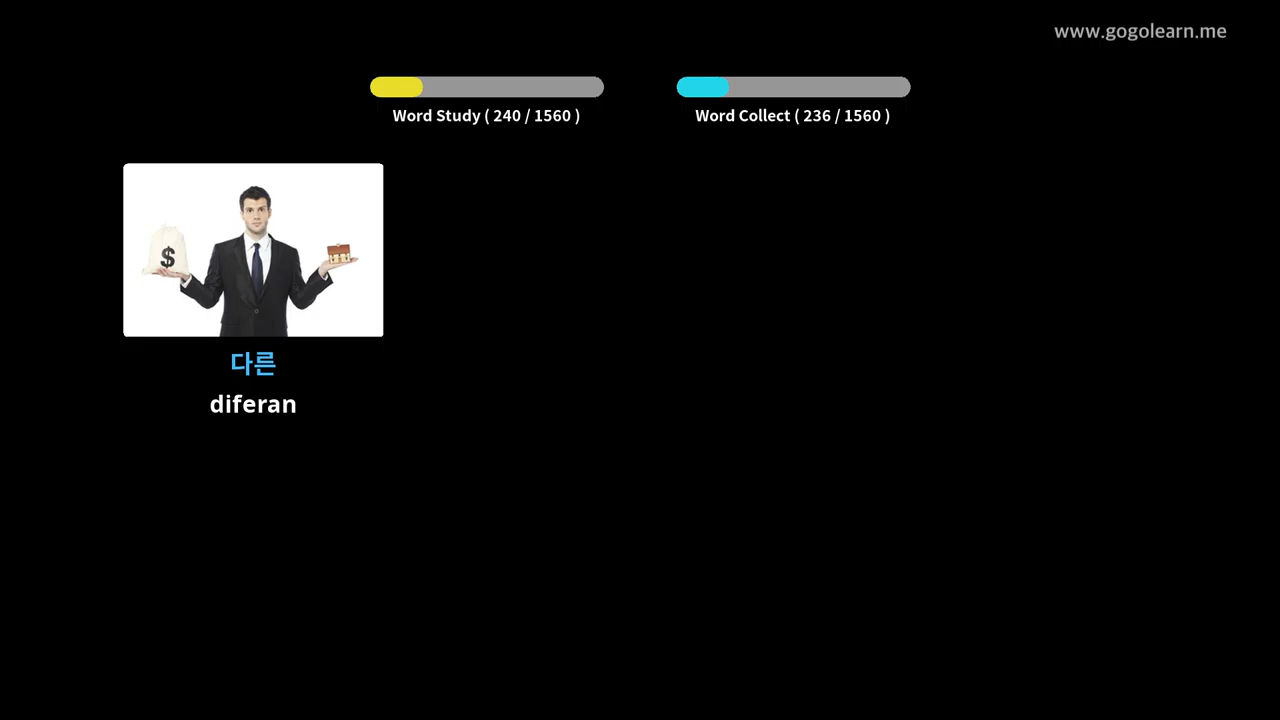 www.gogolearn.me
Word Study ( 240 / 1560 )
Word Collect ( 236 / 1560 )
$
다른
diferan